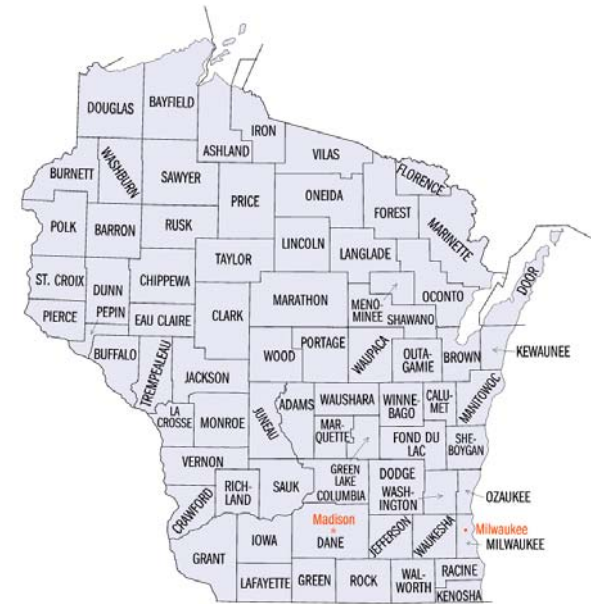 DOUGLAS
BAYFIELD
IRON
ASHLAND
VILAS
BURNETT
WASHBURN
SAWYER
PRICE
ONEIDA
FLORENCE
FOREST
MARINETTE
POLK
BARRON
RUSK
LINCOLN
LANGLADE
TAYLOR
ST. CROIX
DUNN
CHIPPEWA
CLARK
MARATHON
MENO-
MINEE
OCONTO
DOOR
PIERCE
PEPIN
EAU CLAIRE
SHAWANO
BUFFALO
TREMPEALEAU
JACKSON
WOOD
PORTAGE
WAUPACA
OUTA-
GAMIE
BROWN
KEWAUNEE
LA
CROSSE
MONROE
JUNEAU
ADAMS
WAUSHARA
WINNE-
BAGO
CALU-
MET
MANITOWOC
MAR-
QUETTE
GREEN
LAKE
FOND DU
LAC
SHE-
BOYGAN
VERNON
CRAWFORD
RICH-
LAND
SAUK
COLUMBIA
DODGE
WASH-
INGTON
OZAUKEE
GRANT
IOWA
Madison
DANE
JEFFERSON
WAUKESHA
Milwaukee
MILWAUKEE
LAFAYETTE
GREEN
ROCK
WAL-
WORTH
RACINE
KENOSHA